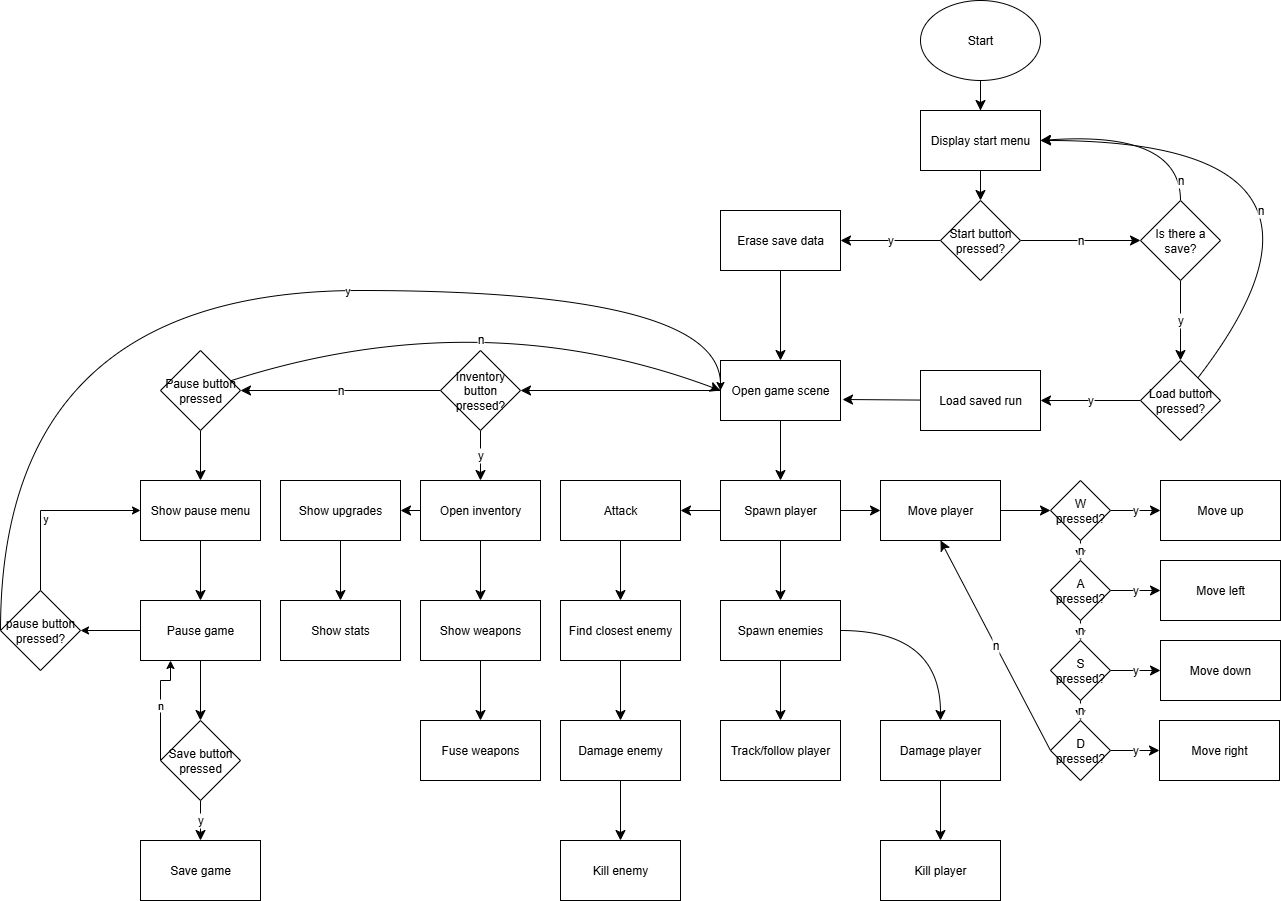 Start
Display start menu
n
n
Erase save data
y
Start button
pressed?
n
Is there a
save?
y
y
n
Pause button
pressed
n
Inventory
button
pressed?
Open game scene
Load saved run
y
Load button
pressed?
y
Show pause menu
Show upgrades
Open inventory
Attack
Spawn player
Move player
W
pressed?
y
Move up
y
n
A
pressed?
y
Move left
pause button
pressed?
Pause game
Show stats
Show weapons
Find closest enemy
Spawn enemies
n
n
S
pressed?
y
Move down
n
n
Save button
pressed
Fuse weapons
Damage enemy
Track/follow player
Damage player
D
pressed?
y
Move right
y
Save game
Kill enemy
Kill player